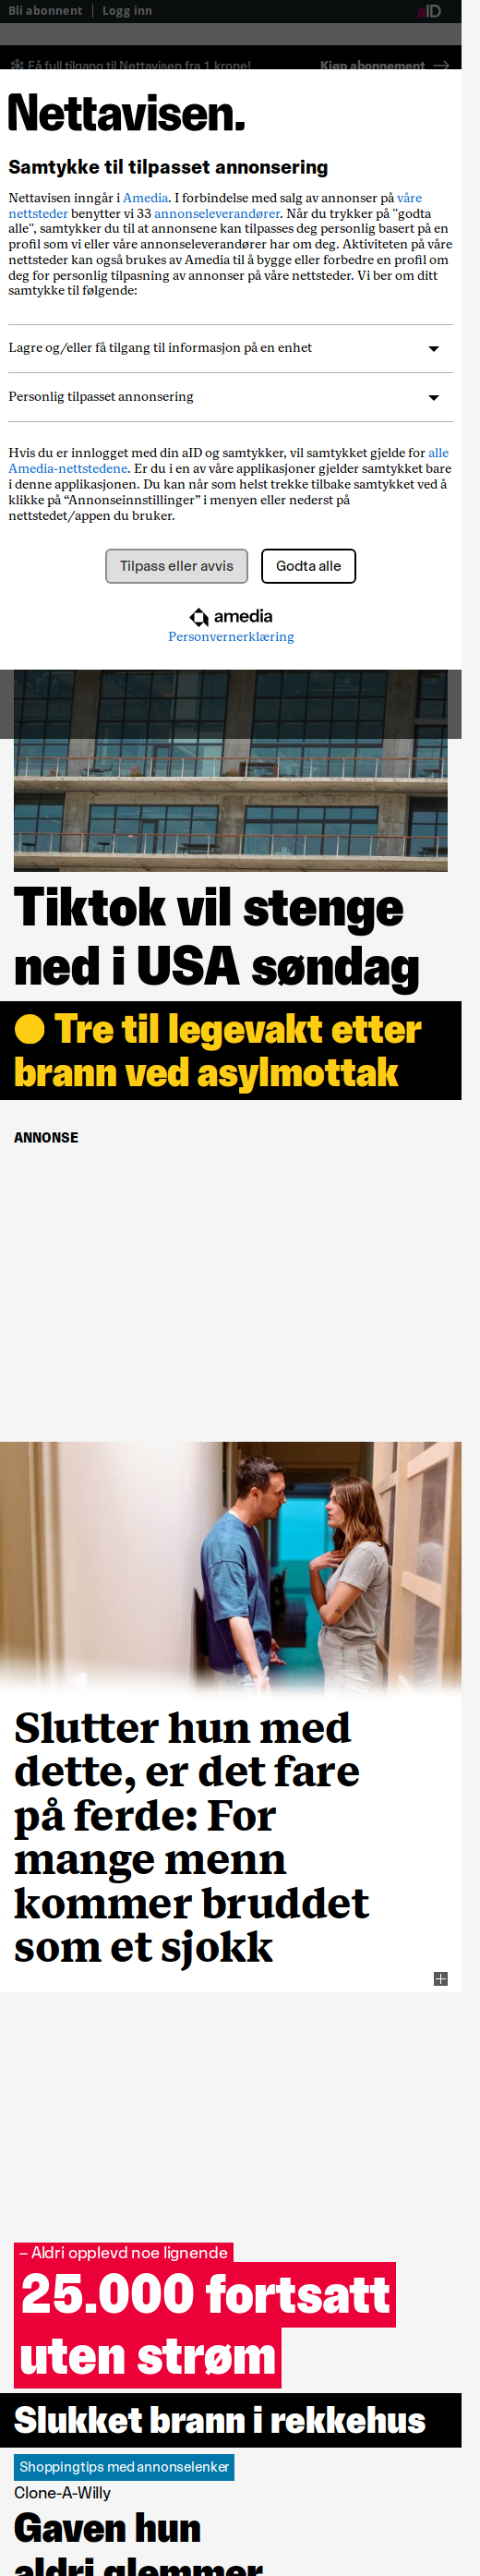 Bli abonnent | Logg inn
aID
Få full tilgang til Nettavisen fra 1 krone!
Kjøp abonnement
Nettavisen.
Samtykke til tilpasset annonsering
Nettavisen inngår i Amedia. I forbindelse med salg av annonser på våre
nettsteder benytter vi 33 annonseleverandører. Når du trykker på "godta
alle", samtykker du til at annonsene kan tilpasses deg personlig basert på en
profil som vi eller våre annonseleverandører har om deg. Aktiviteten på våre
nettsteder kan også brukes av Amedia til å bygge eller forbedre en profil om
deg for personlig tilpasning av annonser på våre nettsteder. Vi ber om ditt
samtykke til følgende:
Lagre og/eller få tilgang til informasjon på en enhet
Personlig tilpasset annonsering
Hvis du er innlogget med din aID og samtykker, vil samtykket gjelde for alle
Amedia-nettstedene. Er du i en av våre applikasjoner gjelder samtykket bare
i denne applikasjonen. Du kan når som helst trekke tilbake samtykket ved å
klikke på “Annonseinnstillinger” i menyen eller nederst på
nettstedet/appen du bruker.
Tilpass eller avvis
Godta alle
amedia
Personvernerklæring
Tiktok vil stenge
ned i USA søndag
Tre til legevakt etter
brann ved asylmottak
ANNONSE
Slutter hun med
dette, er det fare
på ferde: For
mange menn
kommer bruddet
som et sjokk
– Aldri opplevd noe lignende
25.000 fortsatt
uten strøm
Slukket brann i rekkehus
Shoppingtips med annonselenker
Clone-A-Willy
Gaven hun
aldri glemmer